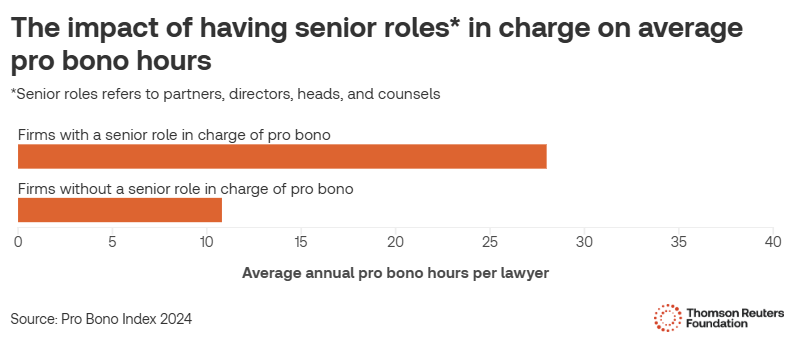 The impact of having senior roles* in charge on average
pro bono hours
*Senior roles refers to partners, directors, heads, and counsels
Firms with a senior role in charge of pro bono
Firms without a senior role in charge of pro bono
0 5 10 15 20 25 30 35 40
Average annual pro bono hours per lawyer
Source: Pro Bono Index 2024
Thomson Reuters
Foundation